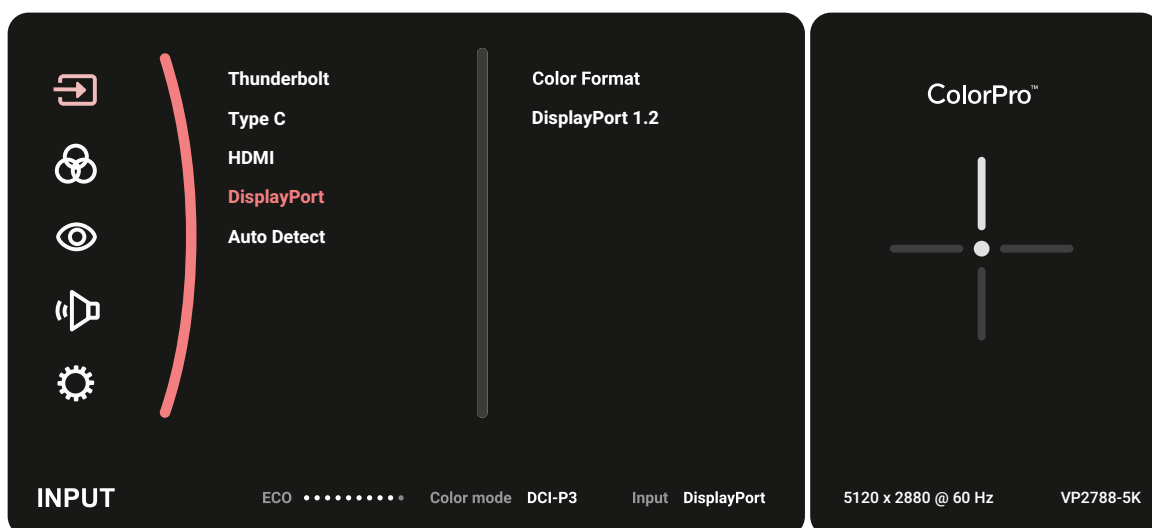 Thunderbolt
Type C
HDMI
DisplayPort
Auto Detect
Color Format
DisplayPort 1.2
ColorPro™
INPUT
ECO
Color mode DCI-P3
Input DisplayPort
5120 x 2880 @ 60 Hz
VP2788-5K